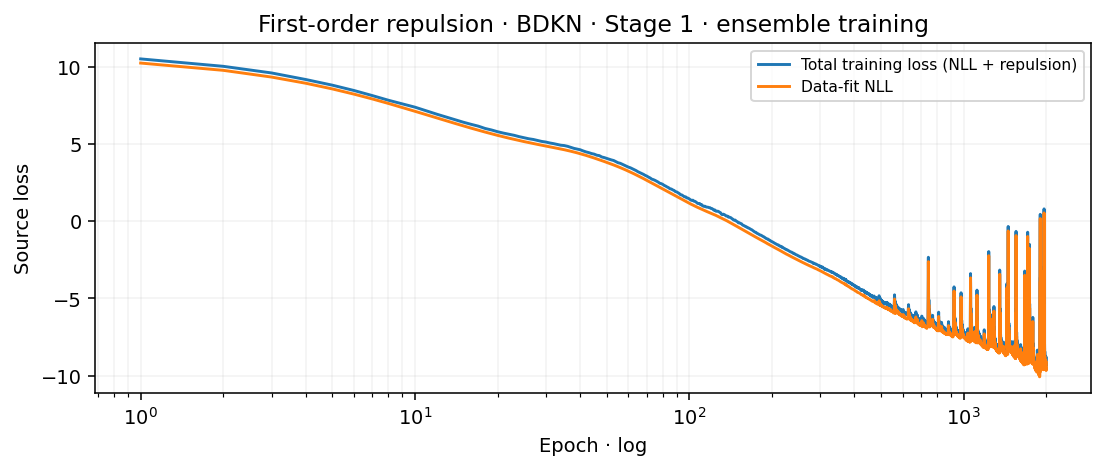 First-order repulsion · BDKN · Stage 1 · ensemble training
Total training loss (NLL + repulsion)
Data-fit NLL
Source loss
10
5
0
−5
−10
10⁰
10¹
10²
10³
Epoch · log